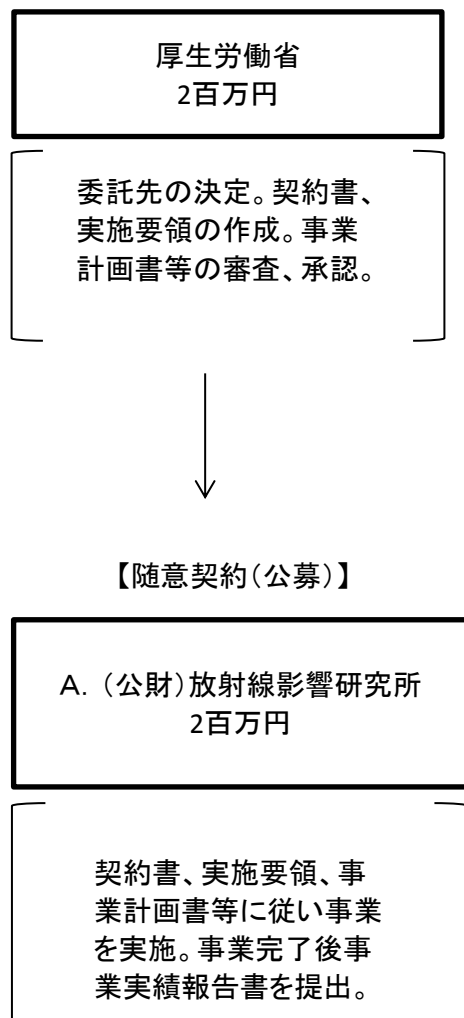 厚生労働省
2百万円
委託先の決定。契約書、
実施要領の作成。事業
計画書等の審査、承認。
【随意契約（公募）】
A．（公財）放射線影響研究所
2百万円
契約書、実施要領、事
業計画書等に従い事業
を実施。事業完了後事
業実績報告書を提出。